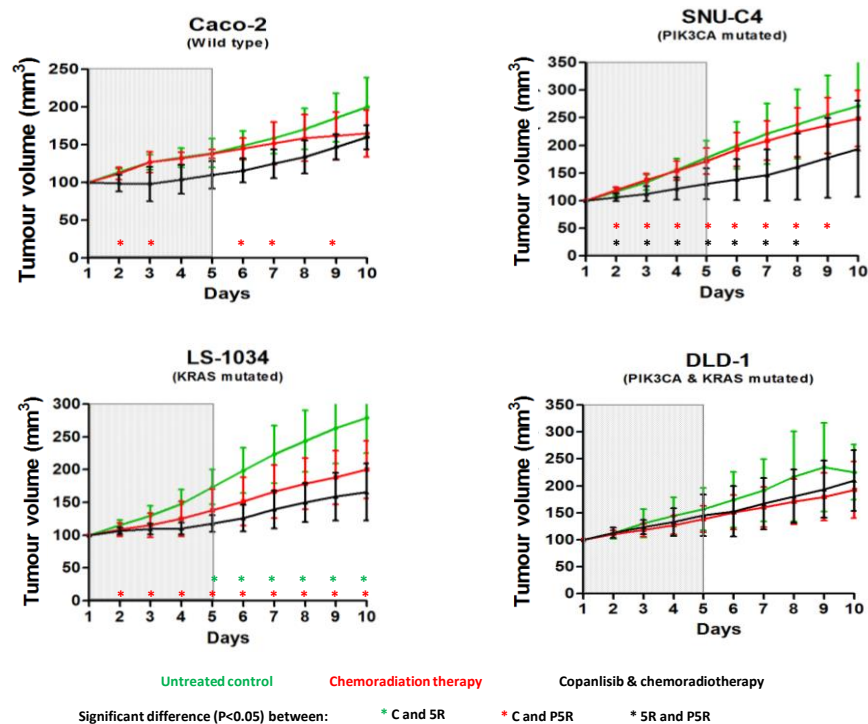 Caco-2
(Wild type)
Tumour volume (mm³)
250
200
150
100
50
0
1 2 3 4 5 6 7 8 9 10
* * * * *
Days
SNU-C4
(PIK3CA mutated)
Tumour volume (mm³)
350
300
250
200
150
100
50
0
* * * * * * * *
* * * * * * *
1 2 3 4 5 6 7 8 9 10
Days
LS-1034
(KRAS mutated)
Tumour volume (mm³)
300
250
200
150
100
50
0
* * * * * *
* * * * * * * * *
1 2 3 4 5 6 7 8 9 10
Days
DLD-1
(PIK3CA & KRAS mutated)
Tumour volume (mm³)
350
300
250
200
150
100
50
0
1 2 3 4 5 6 7 8 9 10
Days
Untreated control Chemoradiation therapy Copanlisib & chemoradiotherapy
Significant difference (P<0.05) between: * C and 5R * C and P5R * 5R and P5R